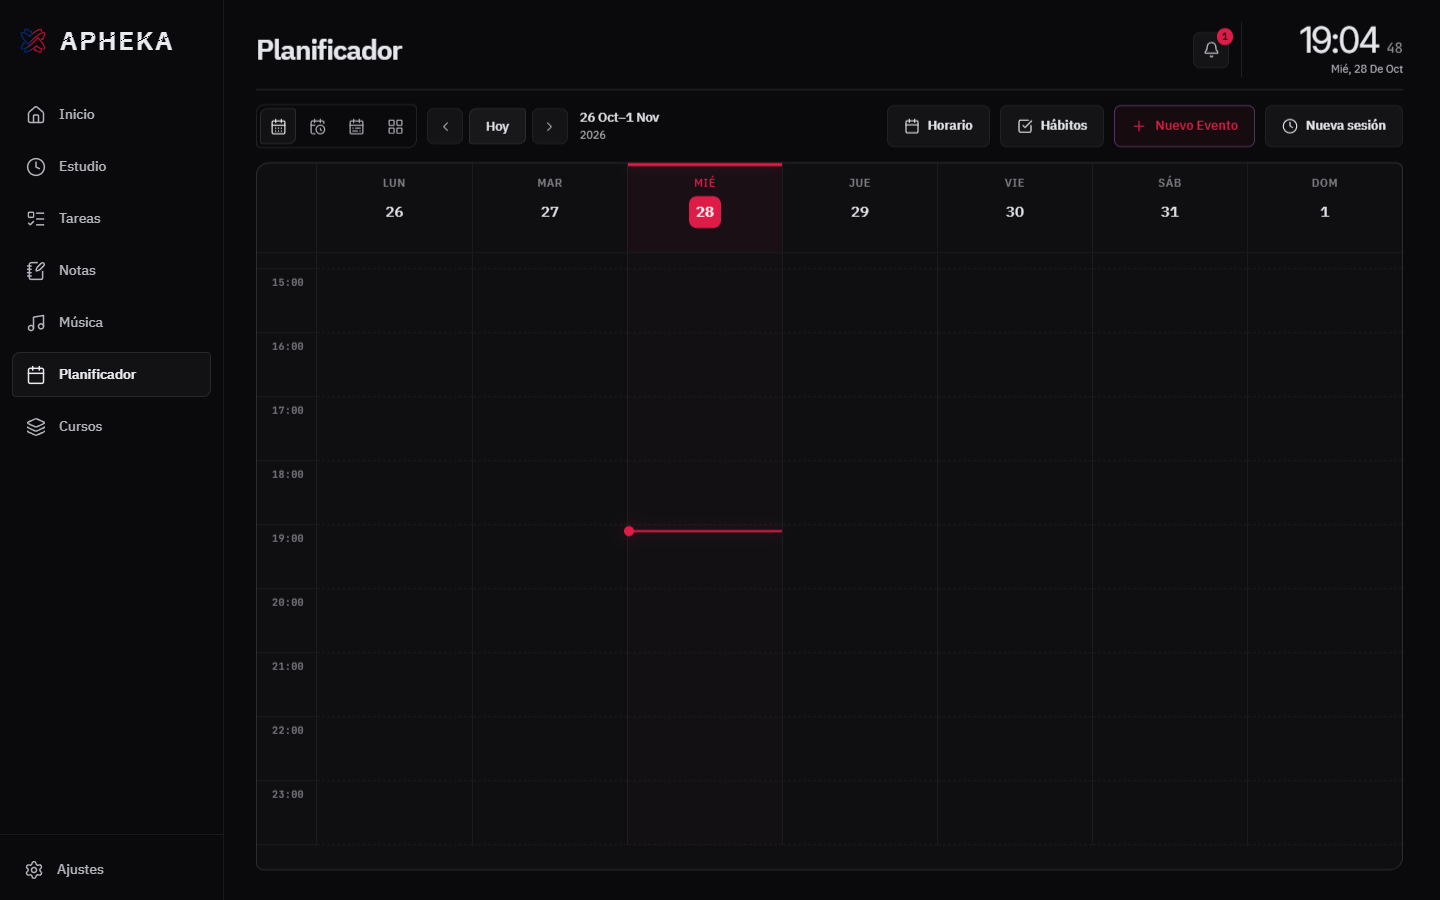 APHEKA
Inicio
Estudio
Tareas
Notas
Música
Planificador
Cursos
Ajustes
Planificador
1
19:04 48
Mié, 28 De Oct
Hoy
26 Oct–1 Nov
2026
Horario
Hábitos
Nuevo Evento
Nueva sesión
LUN MAR MIÉ JUE VIE SÁB DOM
26 27 28 29 30 31 1
15:00
16:00
17:00
18:00
19:00
20:00
21:00
22:00
23:00